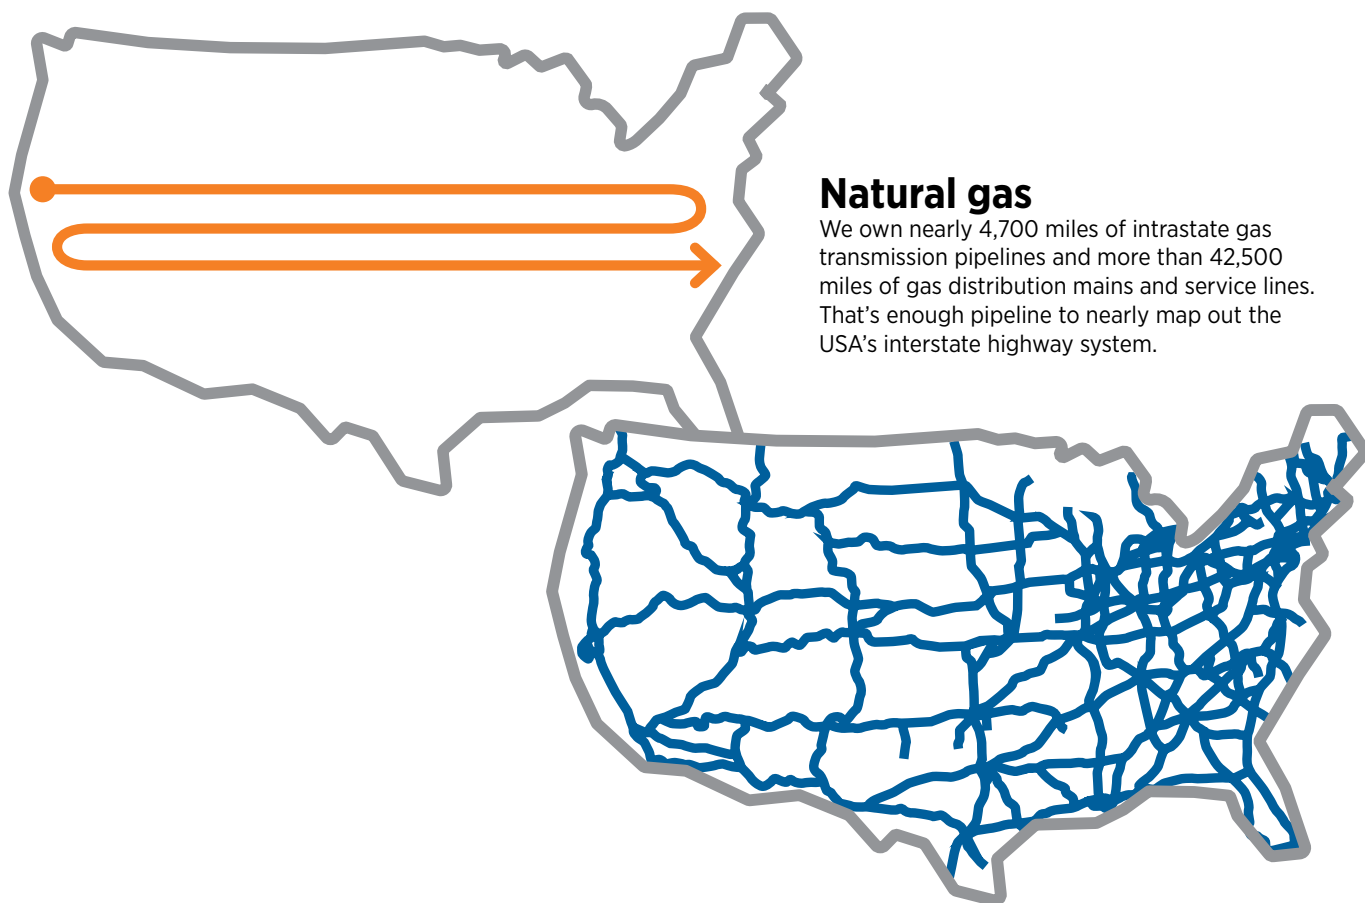 Natural gas
We own nearly 4,700 miles of intrastate gas
transmission pipelines and more than 42,500
miles of gas distribution mains and service lines.
That’s enough pipeline to nearly map out the
USA’s interstate highway system.